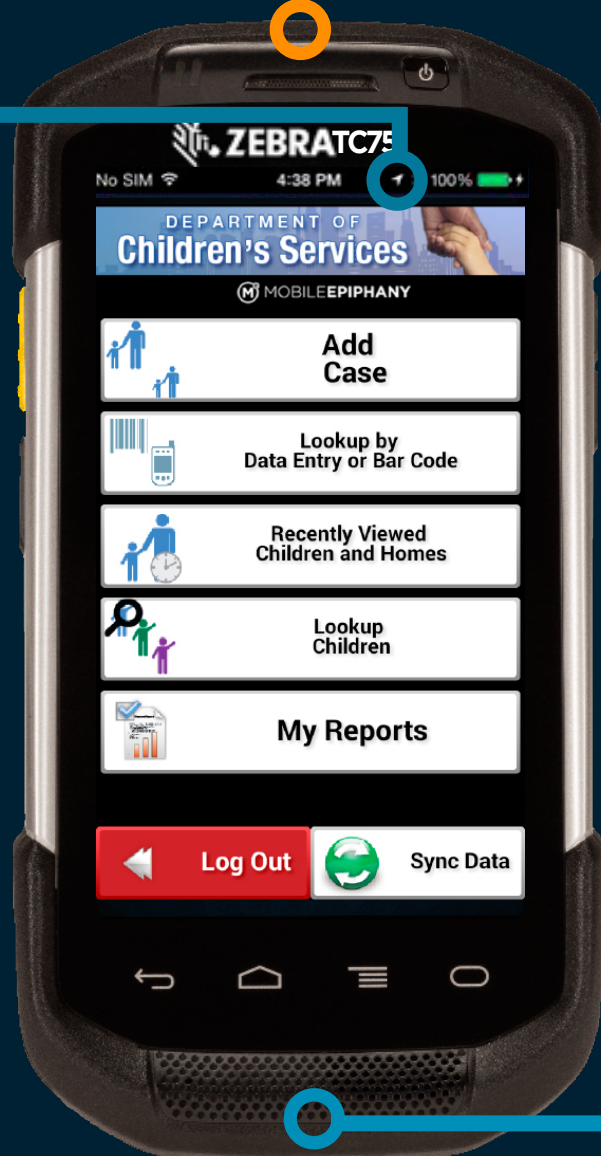 ZEBRA TC75
No SIM 4:38 PM 100%
DEPARTMENT OF
Children's Services
MOBILEEPIPHANY
Add
Case
Lookup by
Data Entry or Bar Code
Recently Viewed
Children and Homes
Lookup
Children
My Reports
Log Out Sync Data